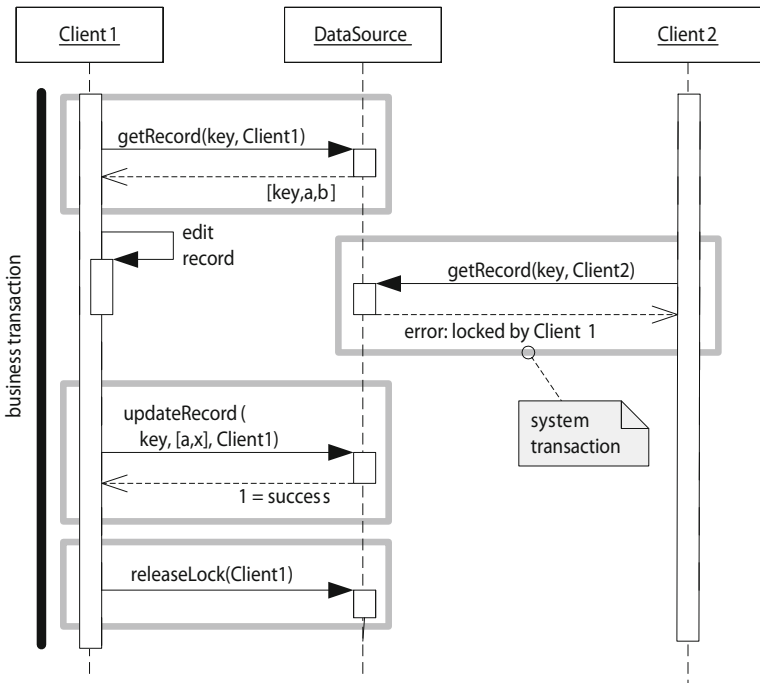 Client 1
DataSource
Client 2
getRecord(key, Client1)
[key,a,b]
edit
record
getRecord(key, Client2)
error: locked by Client 1
business transaction
system
transaction
updateRecord (
key, [a,x], Client1)
1 = success
releaseLock(Client1)